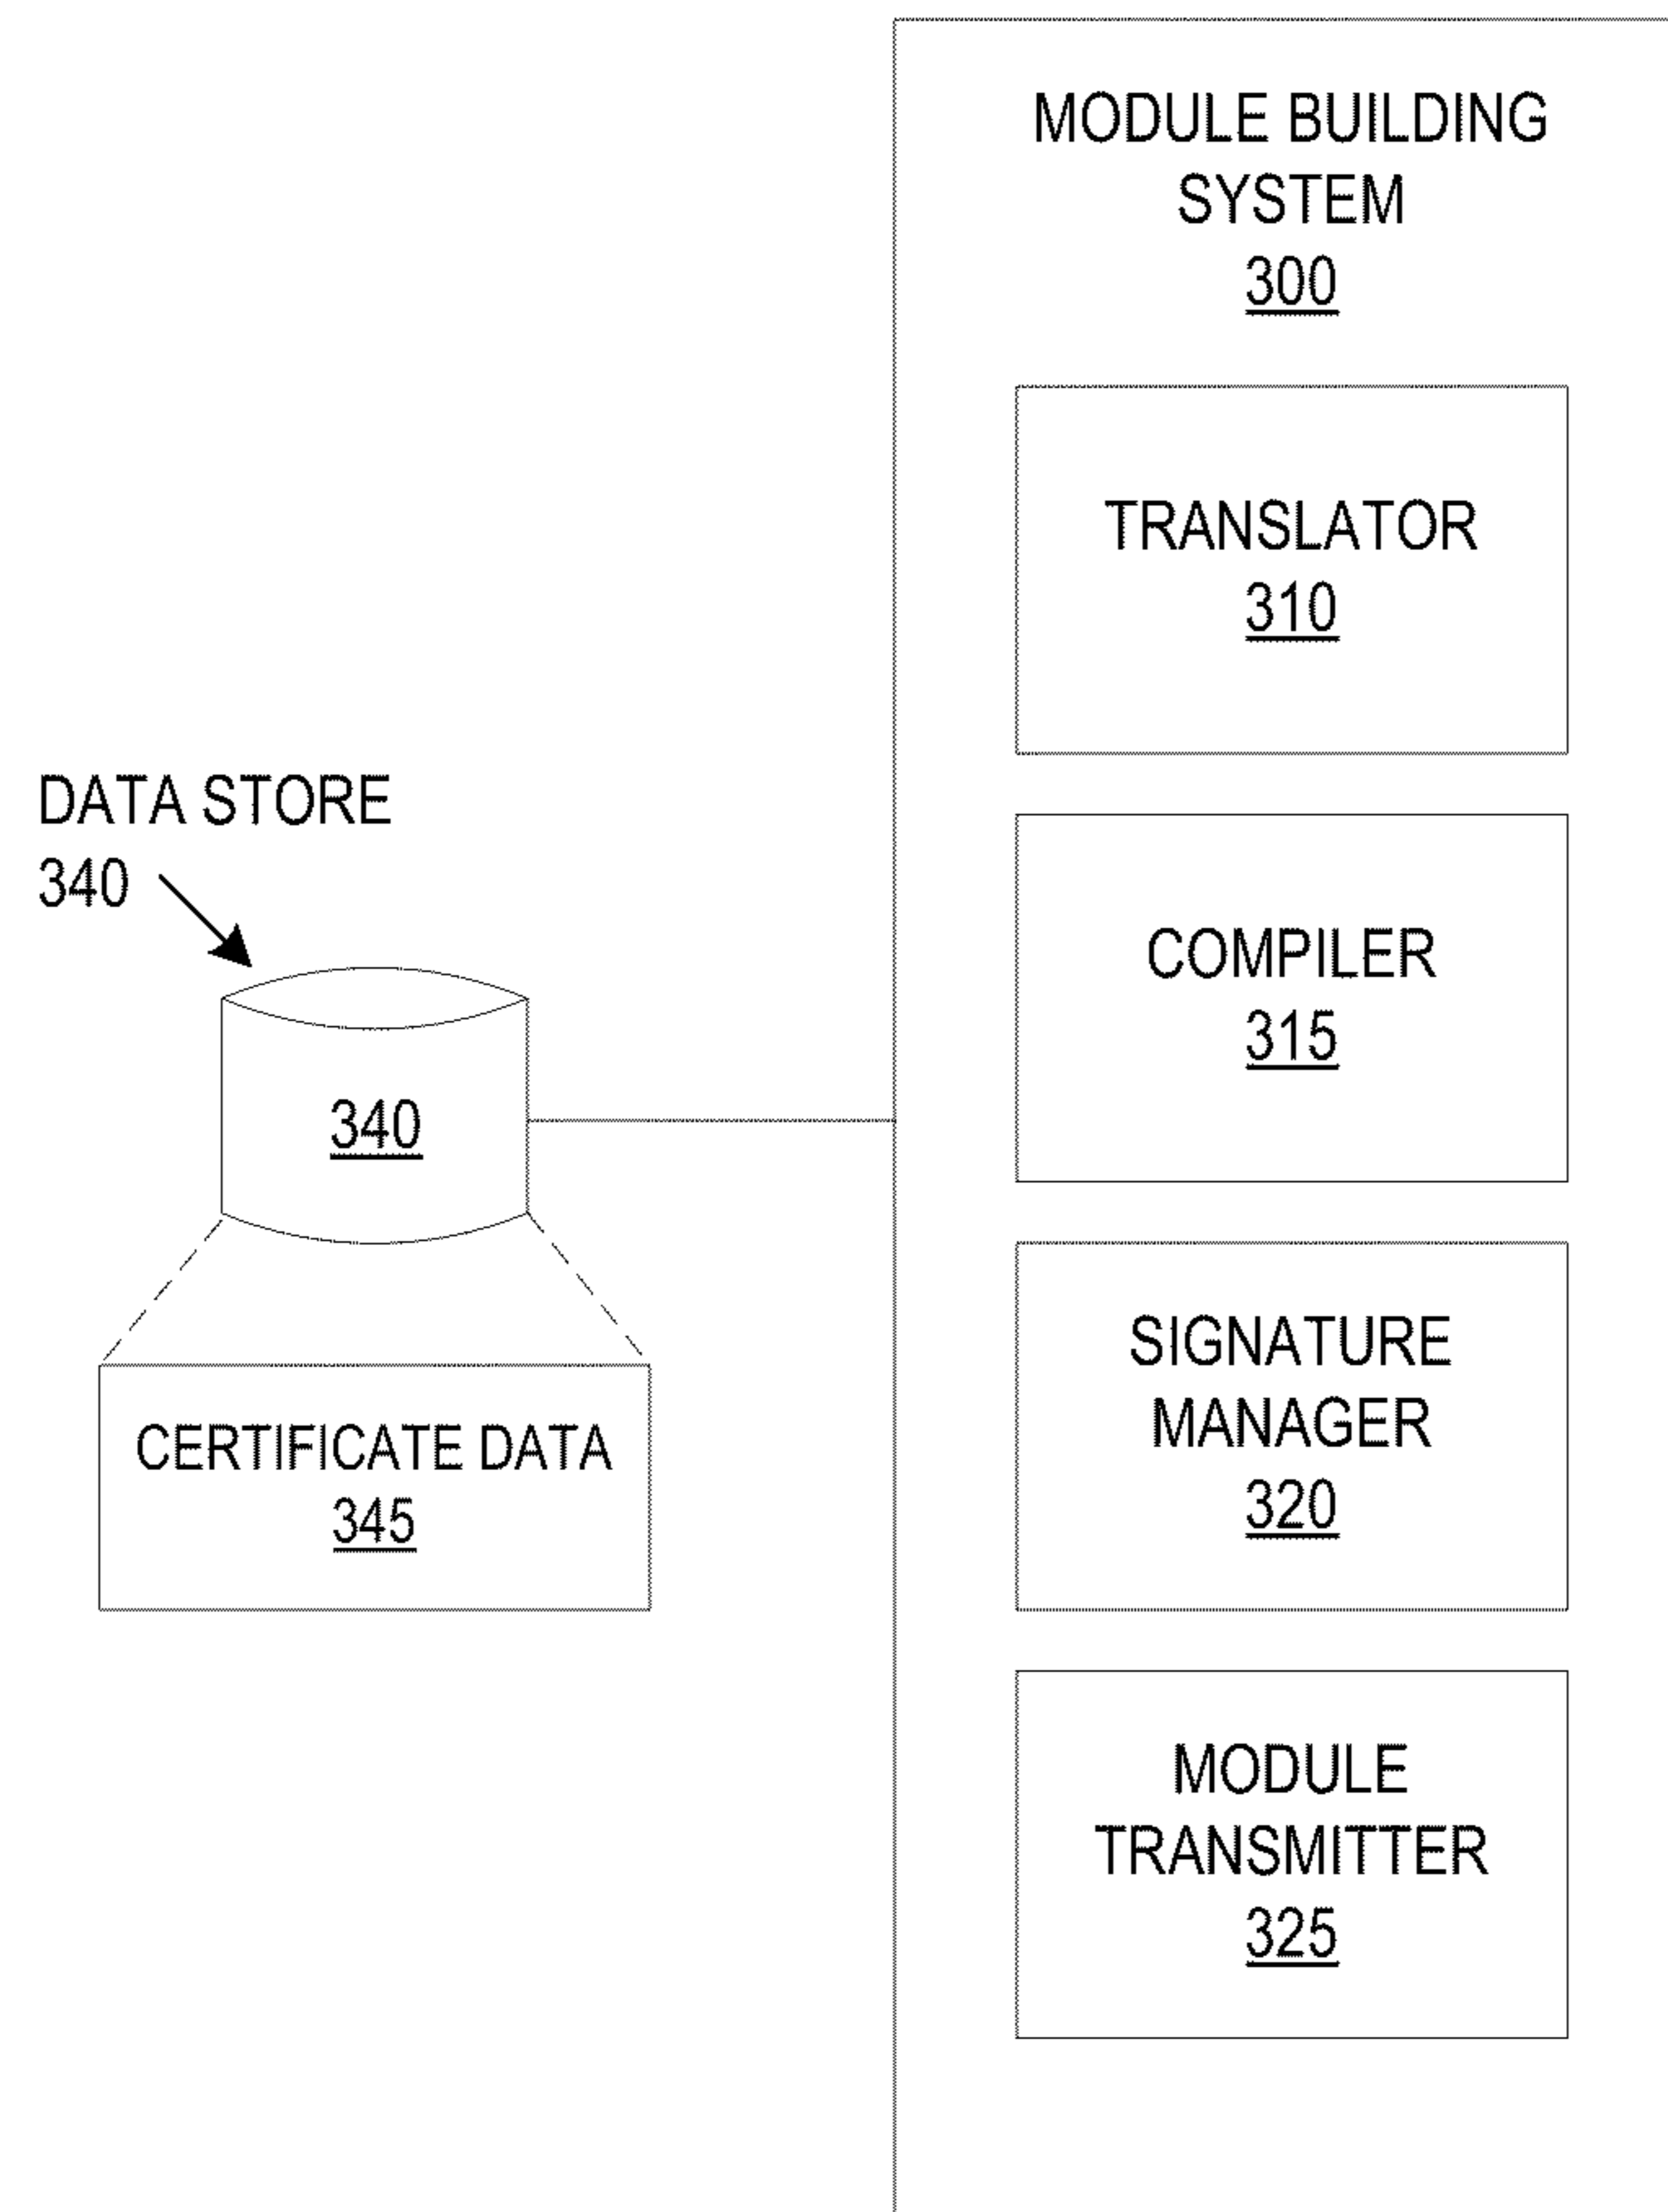 MODULE BUILDING
SYSTEM
300
TRANSLATOR
310
DATA STORE
340
COMPILER
315
340
SIGNATURE
MANAGER
320
CERTIFICATE DATA
345
MODULE
TRANSMITTER
325